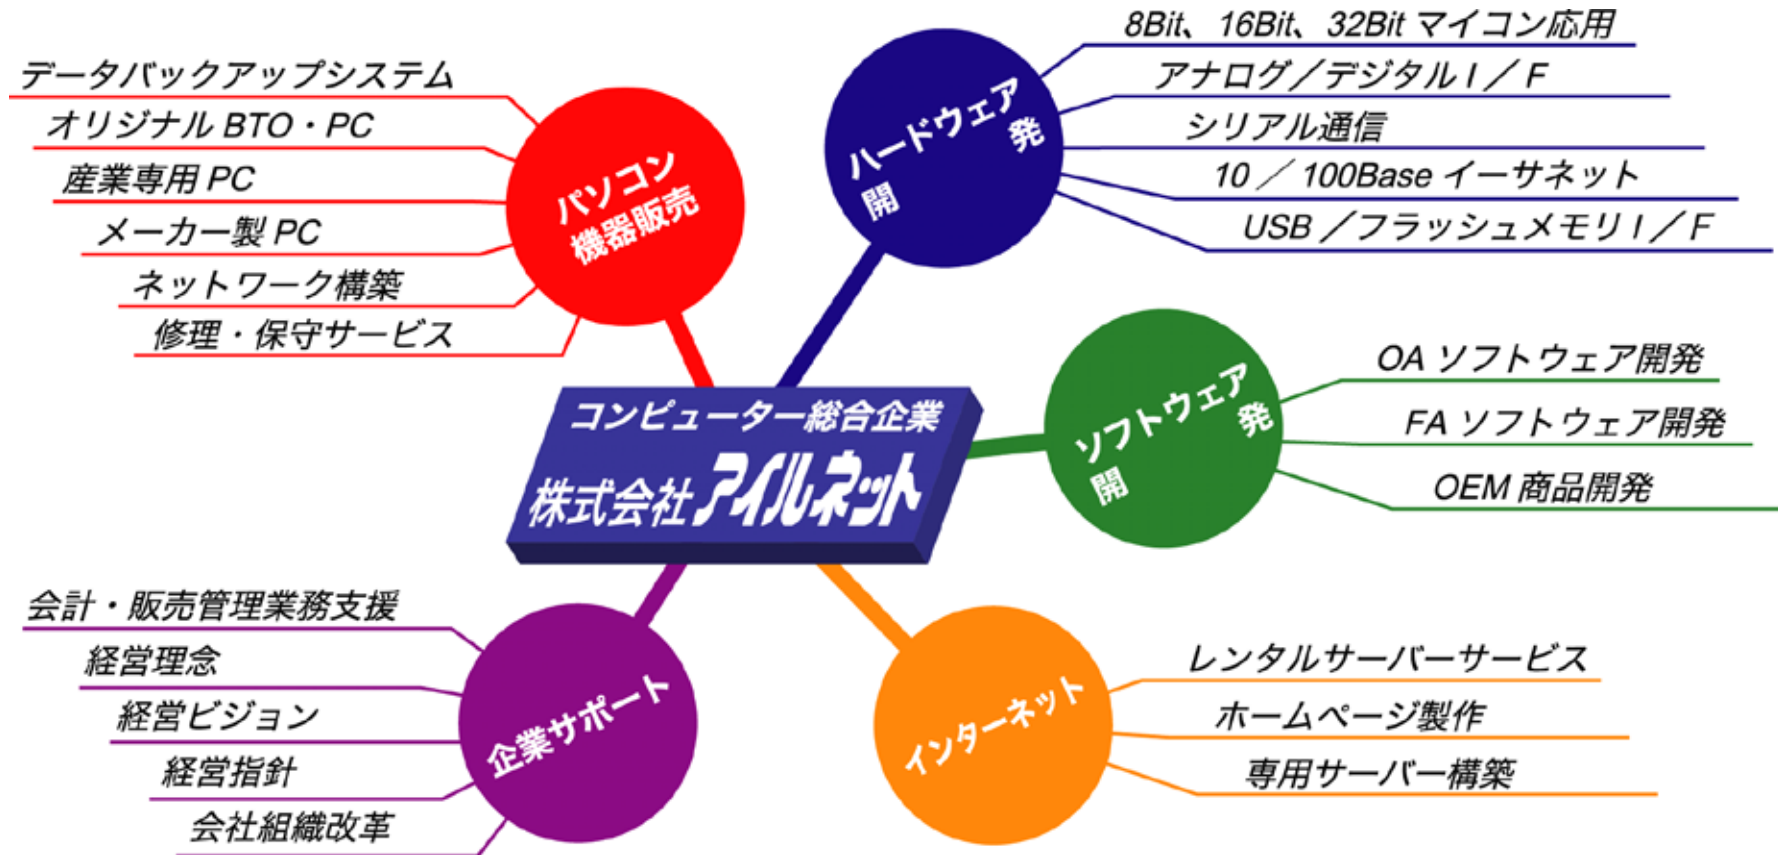 データバックアップシステム
オリジナル BTO・PC
産業専用 PC
メーカー製 PC
ネットワーク構築
修理・保守サービス
パソコン
機器販売
8Bit、16Bit、32Bit マイコン応用
アナログ／デジタル I ／ F
シリアル通信
10 ／ 100Base イーサネット
USB ／フラッシュメモリ I ／ F
ハードウェア
開発
OA ソフトウェア開発
FA ソフトウェア開発
OEM 商品開発
ソフトウェア
開発
コンピューター総合企業
株式会社アイルネット
会計・販売管理業務支援
経営理念
経営ビジョン
経営指針
会社組織改革
企業サポート
インターネット
レンタルサーバーサービス
ホームページ製作
専用サーバー構築